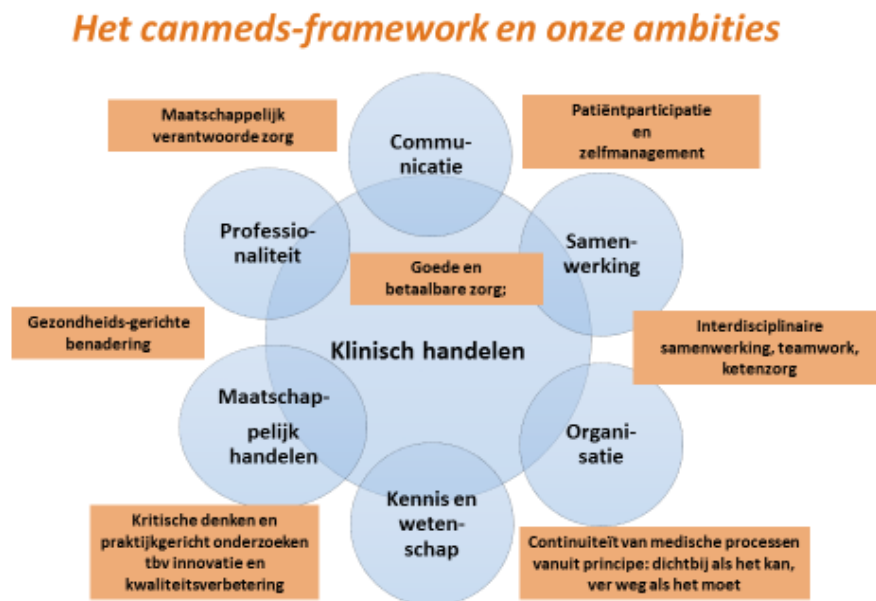 Het canmeds-framework en onze ambities
Maatschappelijk
verantwoorde zorg
Commu-
nicatie
Patiëntparticipatie
en
zelfmanagement
Professio-
naliteit
Samen-
werking
Goede en
betaalbare zorg;
Gezondheids-gerichte
benadering
Klinisch handelen
Interdisciplinaire
samenwerking, teamwork,
ketenzorg
Maatschap-
pelijk
handelen
Organi-
satie
Kennis en
weten-
schap
Kritische denken en
praktijkgericht onderzoeken
tbv innovatie en
kwaliteitsverbetering
Continuiteït van medische processen
vanuit principe: dichtbij als het kan,
ver weg als het moet